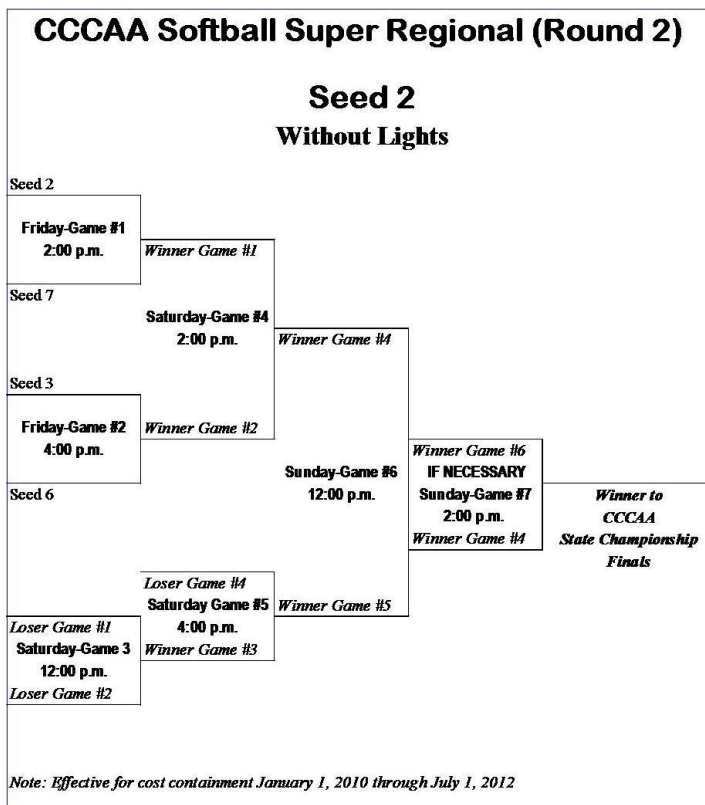 CCCAA Softball Super Regional (Round 2)
Seed 2
Without Lights
Seed 2
Friday-Game #1
2:00 p.m.
Winner Game #1
Seed 7
Saturday-Game #4
2:00 p.m.
Winner Game #4
Seed 3
Friday-Game #2
4:00 p.m.
Winner Game #2
Seed 6
Sunday-Game #6
12:00 p.m.
Winner Game #6
IF NECESSARY
Sunday-Game #7
2:00 p.m.
Winner Game #4
Winner to
CCCAA
State Championship
Finals
Loser Game #4
Saturday Game #5
4:00 p.m.
Winner Game #3
Winner Game #5
Loser Game #1
Saturday-Game 3
12:00 p.m.
Loser Game #2
Note: Effective for cost containment January 1, 2010 through July 1, 2012